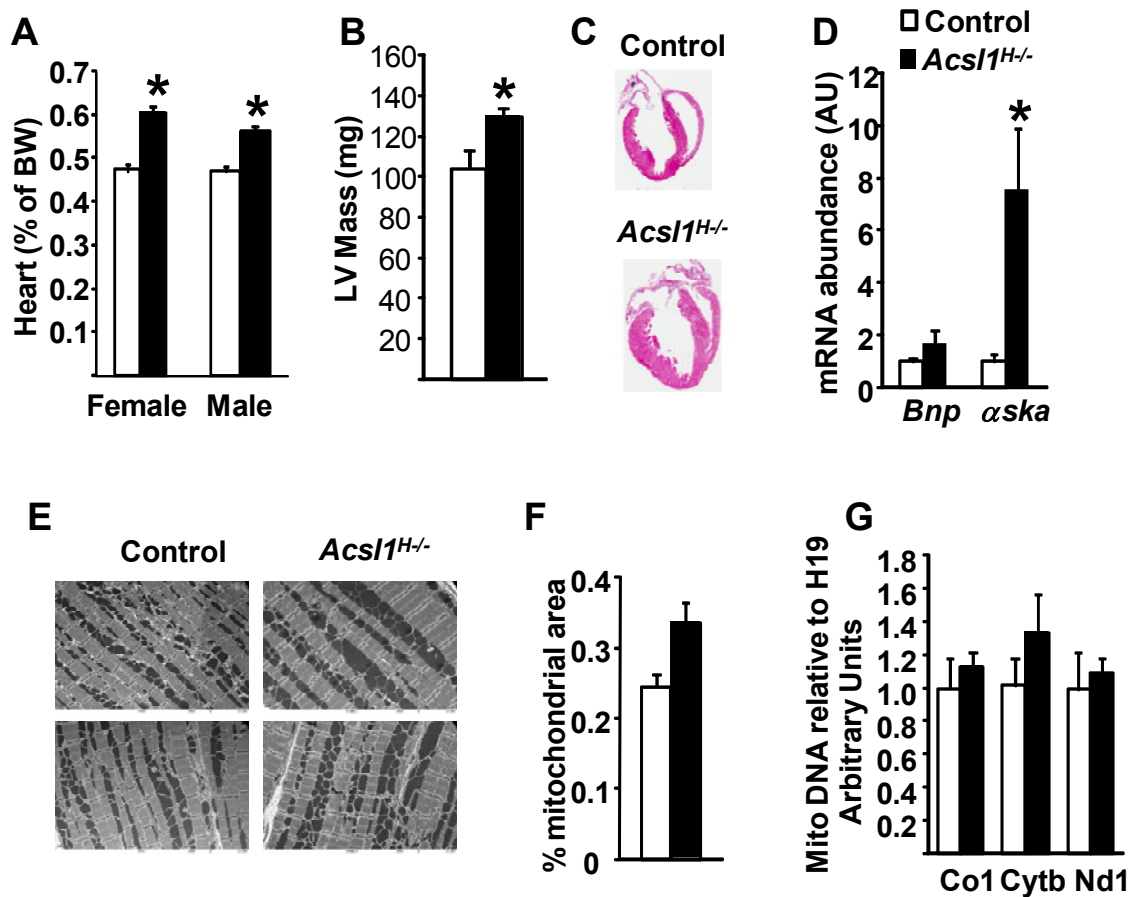 A
Heart (% of BW)
0.7
0.6
0.5
0.4
0.3
0.2
0.1
*
*
Female Male
B
LV Mass (mg)
160
140
120
100
80
60
40
20
*
C
Control
Acsl1H-/-
D
Control
Acsl1H-/-
mRNA abundance (AU)
12
10
8
6
4
2
0
*
Bnp αska
E
Control Acsl1H-/-
F
% mitochondrial area
0.4
0.3
0.2
0.1
0
G
Mito DNA relative to H19
Arbitrary Units
1.8
1.6
1.4
1.2
1.0
0.8
0.6
0.4
0.2
Co1 Cytb Nd1